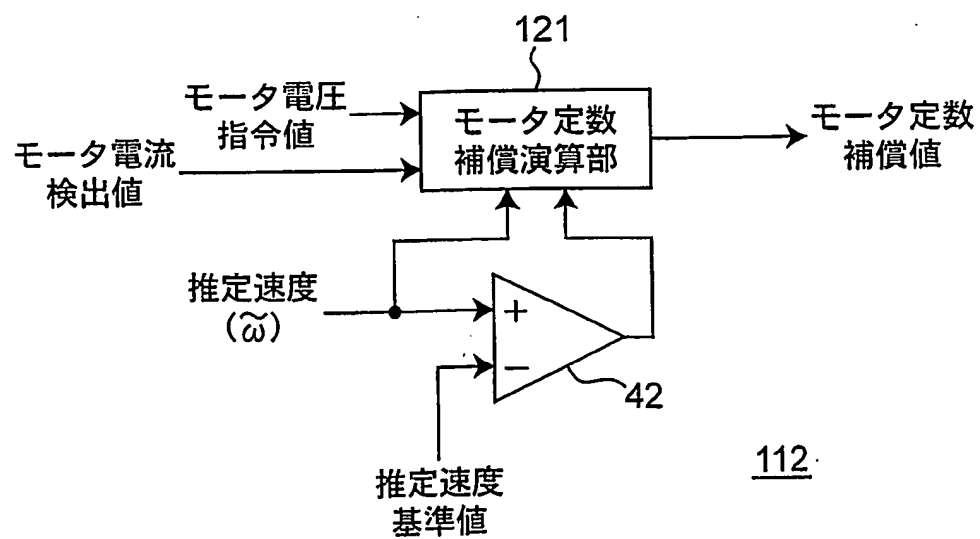 121
モータ電圧
指令値
モータ定数
補償演算部
モータ定数
補償値
モータ電流
検出値
推定速度
(ω̃)
+
−
42
推定速度
基準値
112